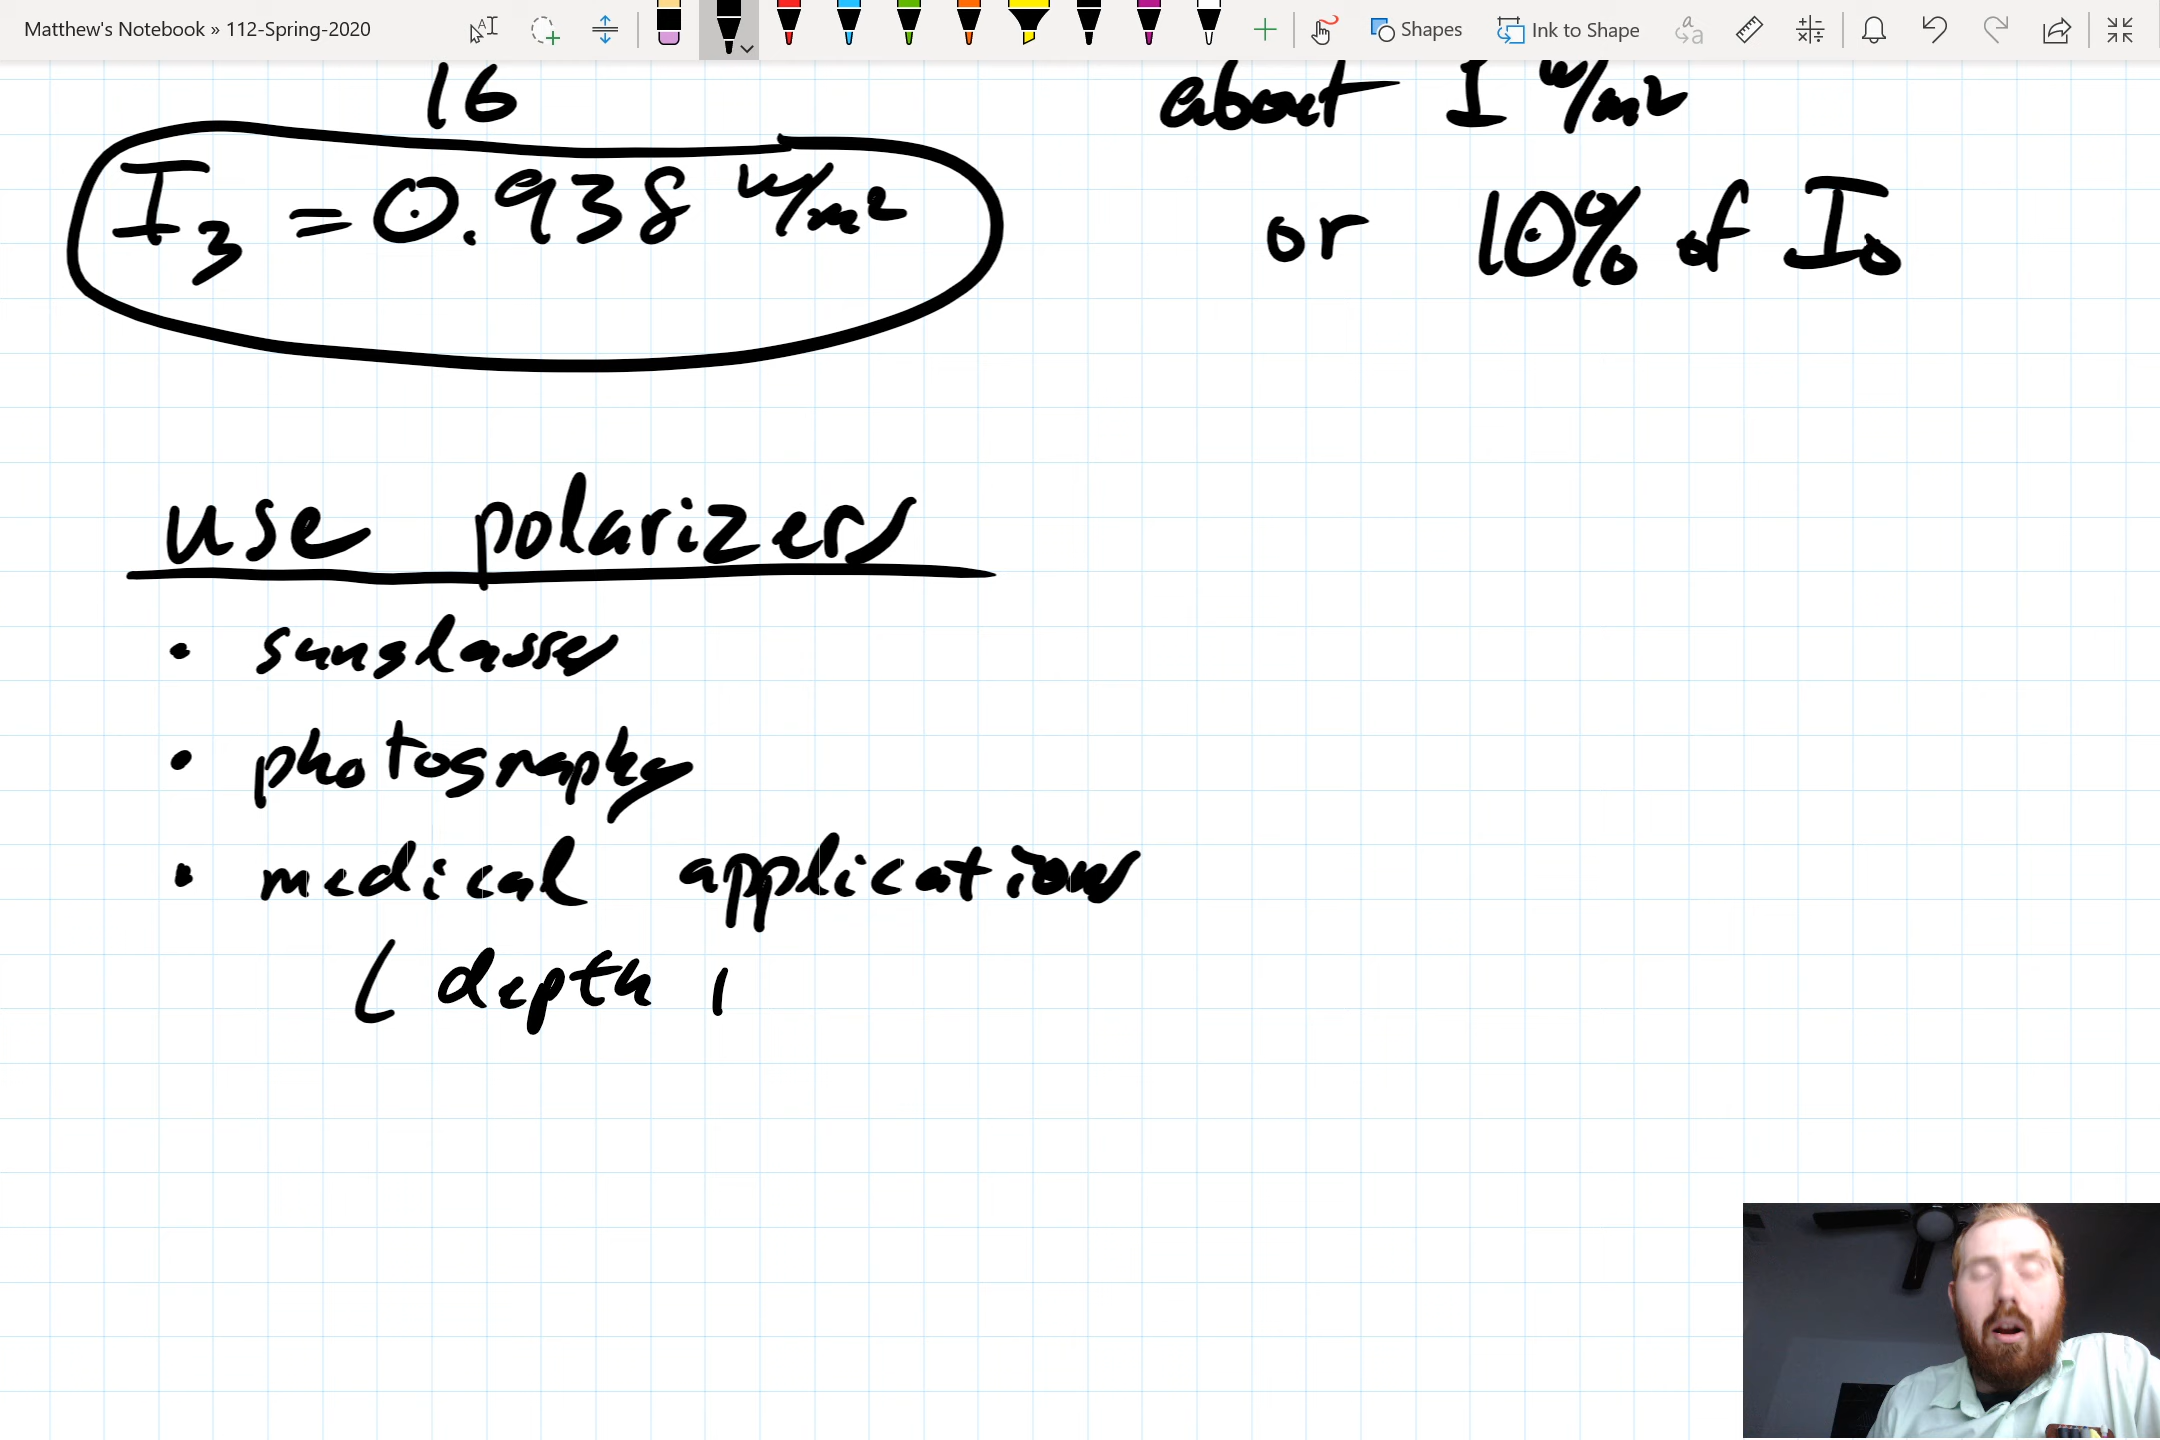 Matthew's Notebook » 112-Spring-2020 Shapes Ink to Shape
16
I₃ = 0.938 W/m²
about 1 W/m²
or 10% of I₀
use polarizers
• sunglasses
• photography
• medical applications
( depth